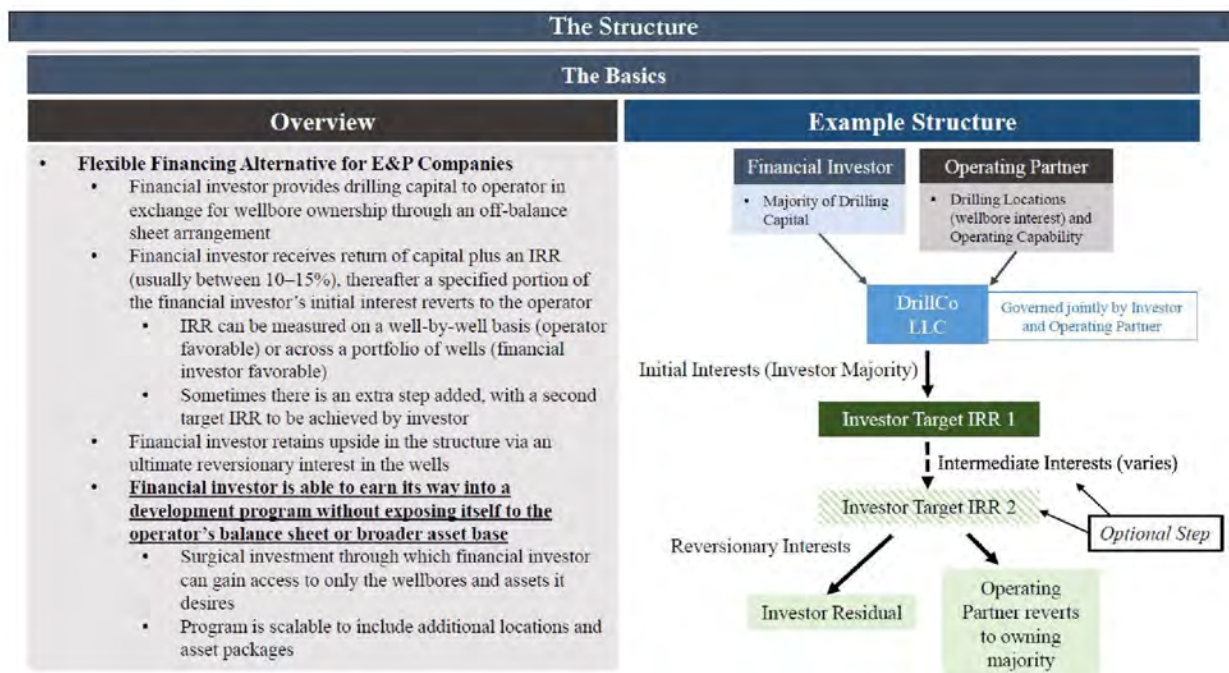 The Structure
The Basics
Overview
• Flexible Financing Alternative for E&P Companies
• Financial investor provides drilling capital to operator in
exchange for wellbore ownership through an off-balance
sheet arrangement
• Financial investor receives return of capital plus an IRR
(usually between 10–15%), thereafter a specified portion of
the financial investor's initial interest reverts to the operator
• IRR can be measured on a well-by-well basis (operator
favorable) or across a portfolio of wells (financial
investor favorable)
• Sometimes there is an extra step added, with a second
target IRR to be achieved by investor
• Financial investor retains upside in the structure via an
ultimate reversionary interest in the wells
• Financial investor is able to earn its way into a
development program without exposing itself to the
operator's balance sheet or broader asset base
• Surgical investment through which financial investor
can gain access to only the wellbores and assets it
desires
• Program is scalable to include additional locations and
asset packages
Example Structure
Financial Investor
• Majority of Drilling
Capital
Operating Partner
• Drilling Locations
(wellbore interest) and
Operating Capability
DrillCo
LLC
Governed jointly by Investor
and Operating Partner
Initial Interests (Investor Majority)
Investor Target IRR 1
Intermediate Interests (varies)
Investor Target IRR 2
Optional Step
Reversionary Interests
Investor Residual
Operating
Partner reverts
to owning
majority